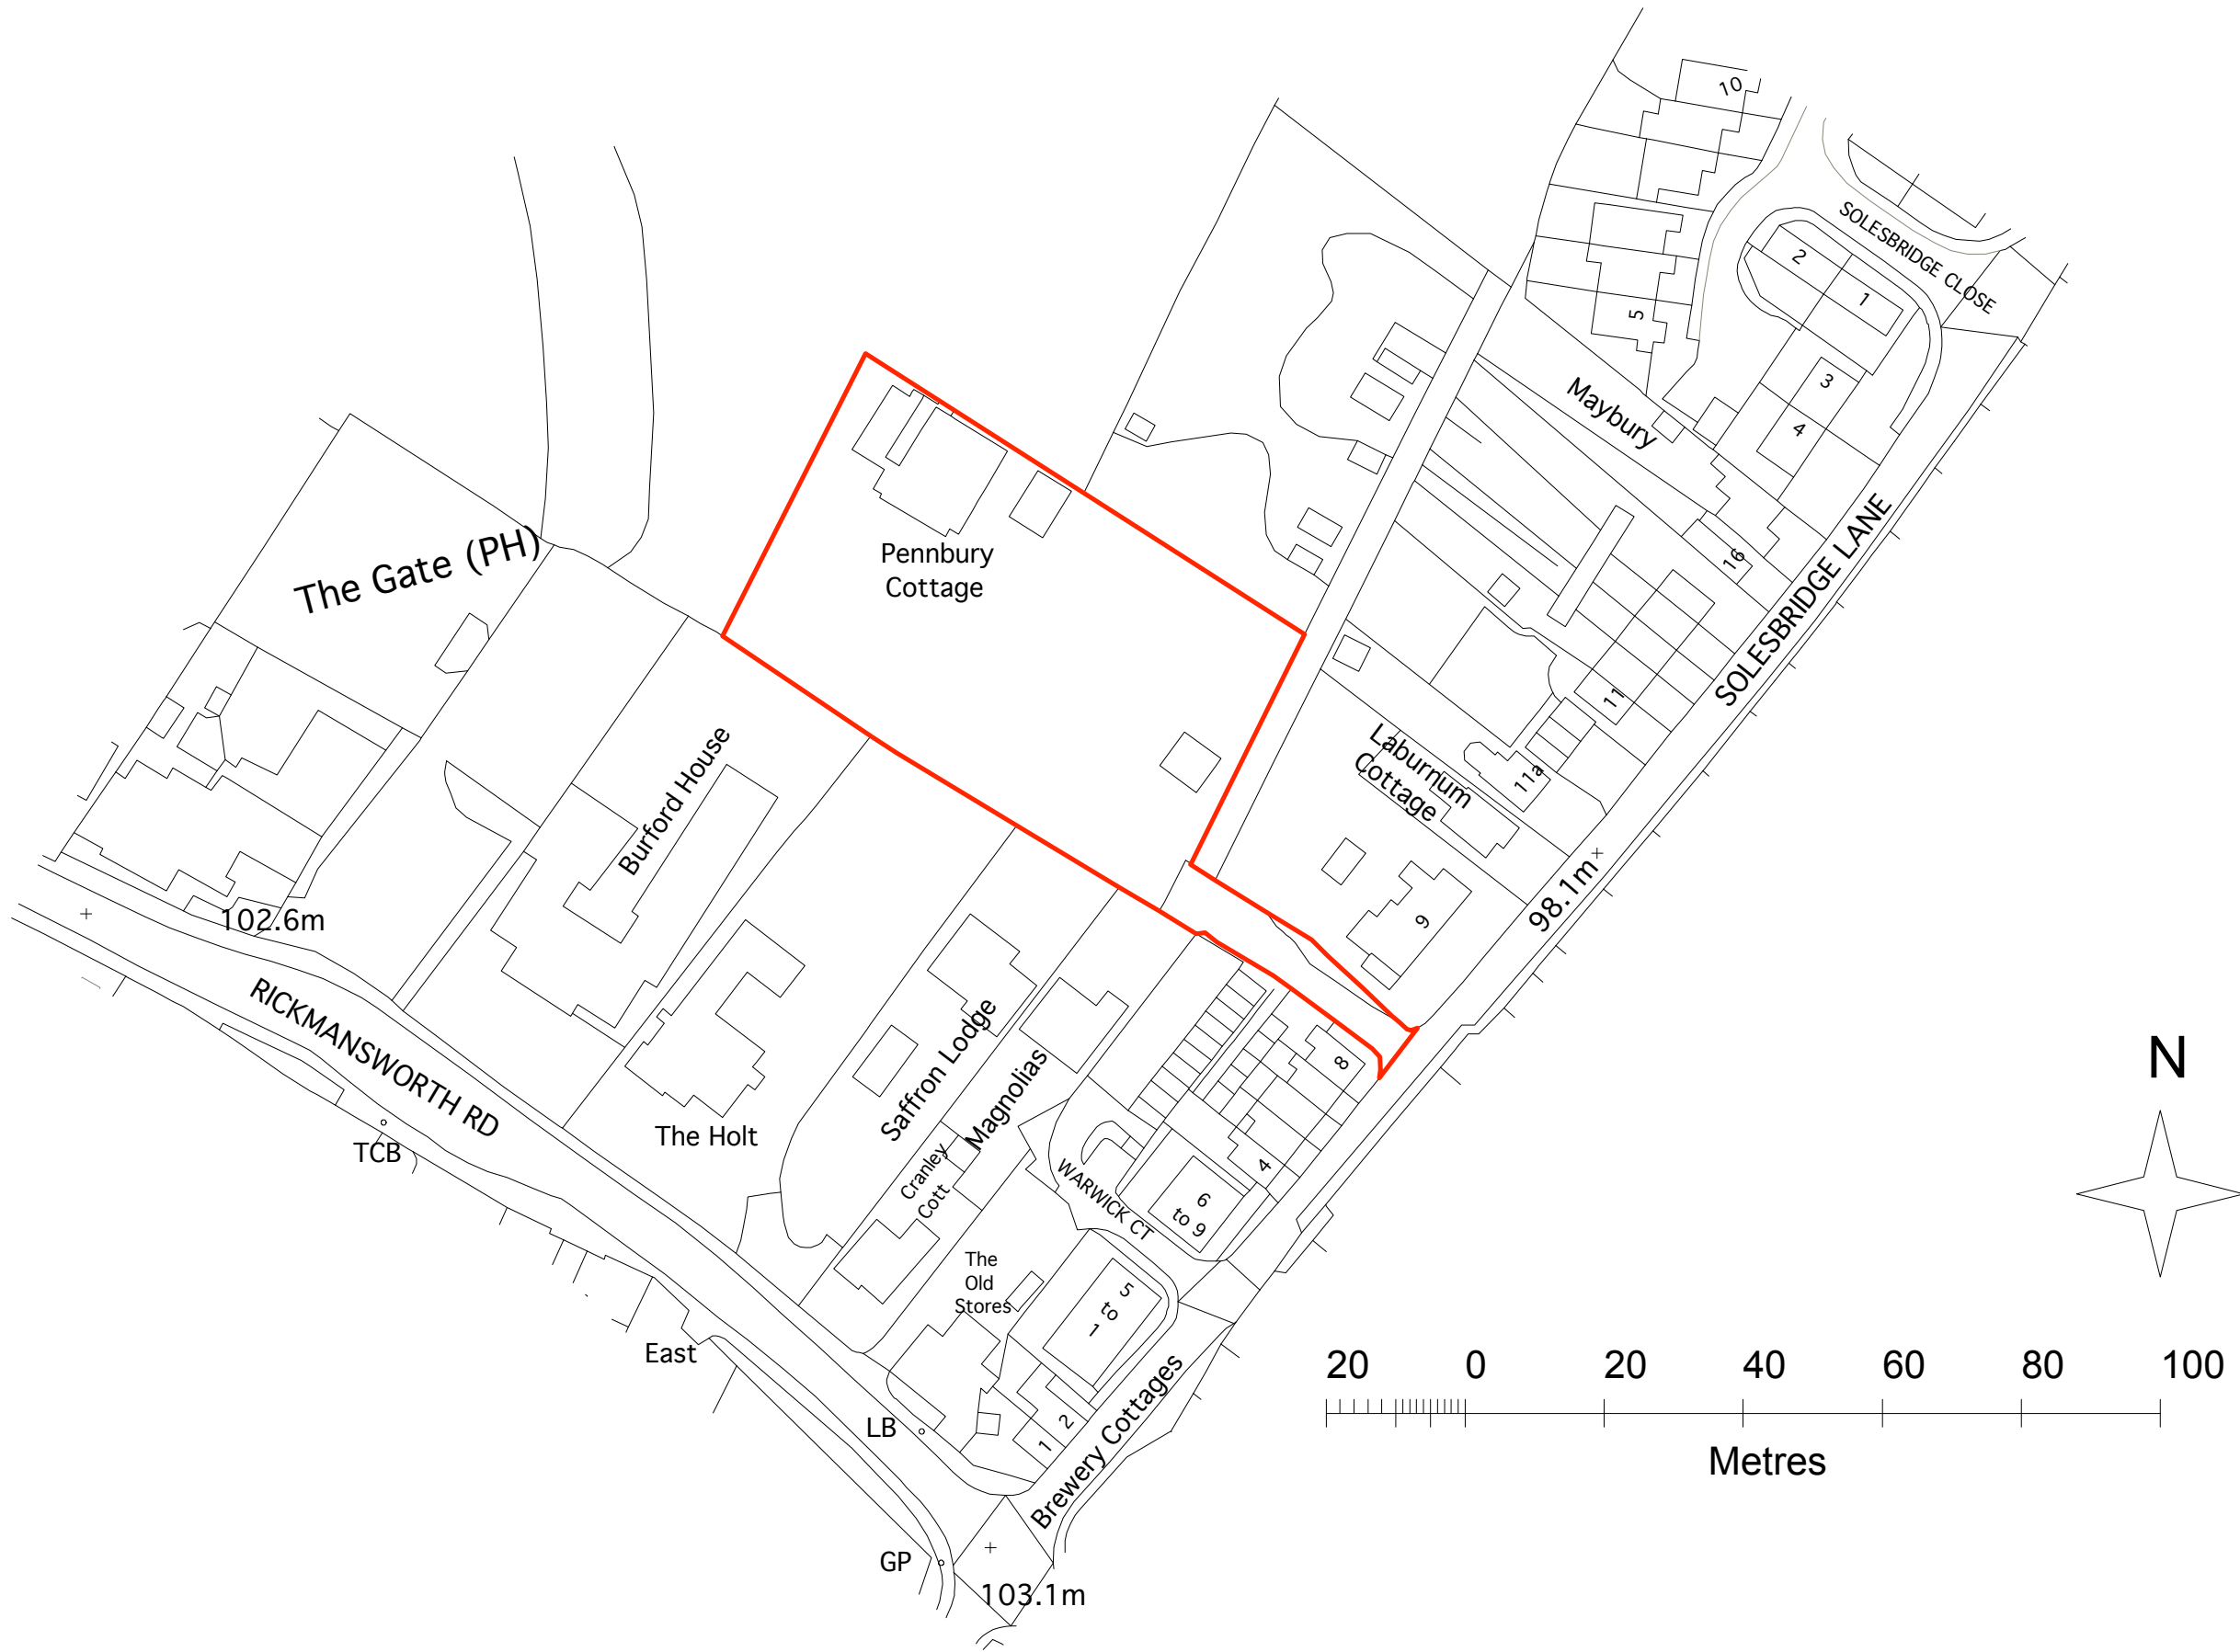 10
SOLESBRIDGE CLOSE
2
1
5
3
Maybury
4
The Gate (PH)
Pennbury
Cottage
16
SOLESBRIDGE LANE
11
Burford House
Laburnum
Cottage
11a
9
98.1m
102.6m
RICKMANSWORTH RD
Saffron Lodge
Magnolias
8
N
TCB
The Holt
Cranley
Cott
WARWICK CT
4
6
to 9
The
Old
Stores
5
to
1
East
20 0 20 40 60 80 100
Metres
LB
1
2
Brewery Cottages
GP
103.1m